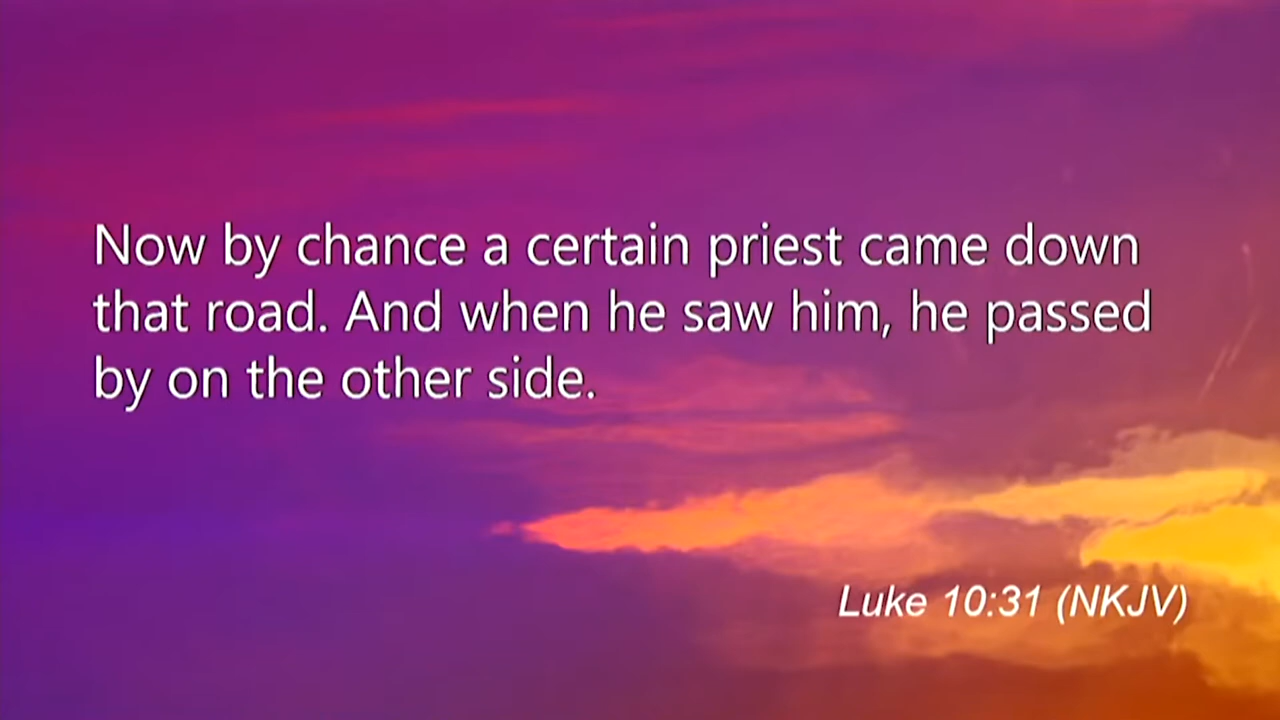 Now by chance a certain priest came down
that road. And when he saw him, he passed
by on the other side.
Luke 10:31 (NKJV)